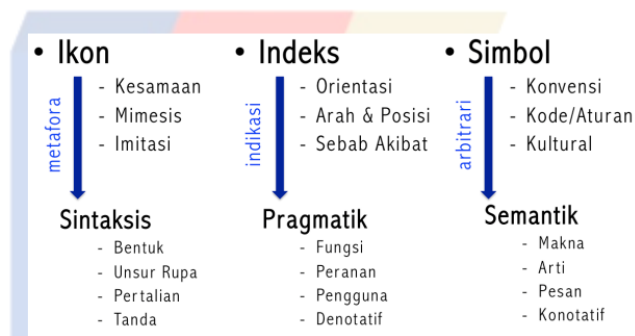 • Ikon
- Kesamaan
- Mimesis
- Imitasi
metafora
Sintaksis
- Bentuk
- Unsur Rupa
- Pertalian
- Tanda
• Indeks
- Orientasi
- Arah & Posisi
- Sebab Akibat
indikasi
Pragmatik
- Fungsi
- Peranan
- Pengguna
- Denotatif
• Simbol
- Konvensi
- Kode/Aturan
- Kultural
arbitrari
Semantik
- Makna
- Arti
- Pesan
- Konotatif